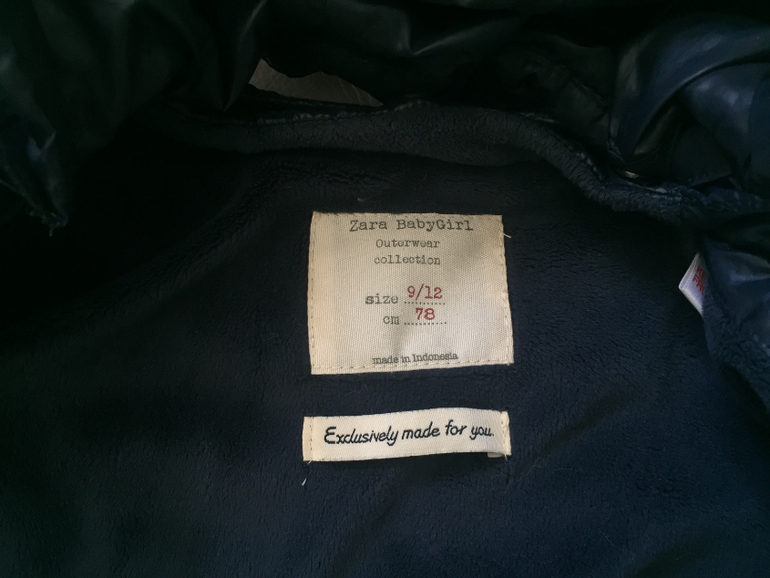 Zara BabyGirl
Outerwear
collection
size 9/12
cm 78
made in Indonesia
Exclusively made for you.